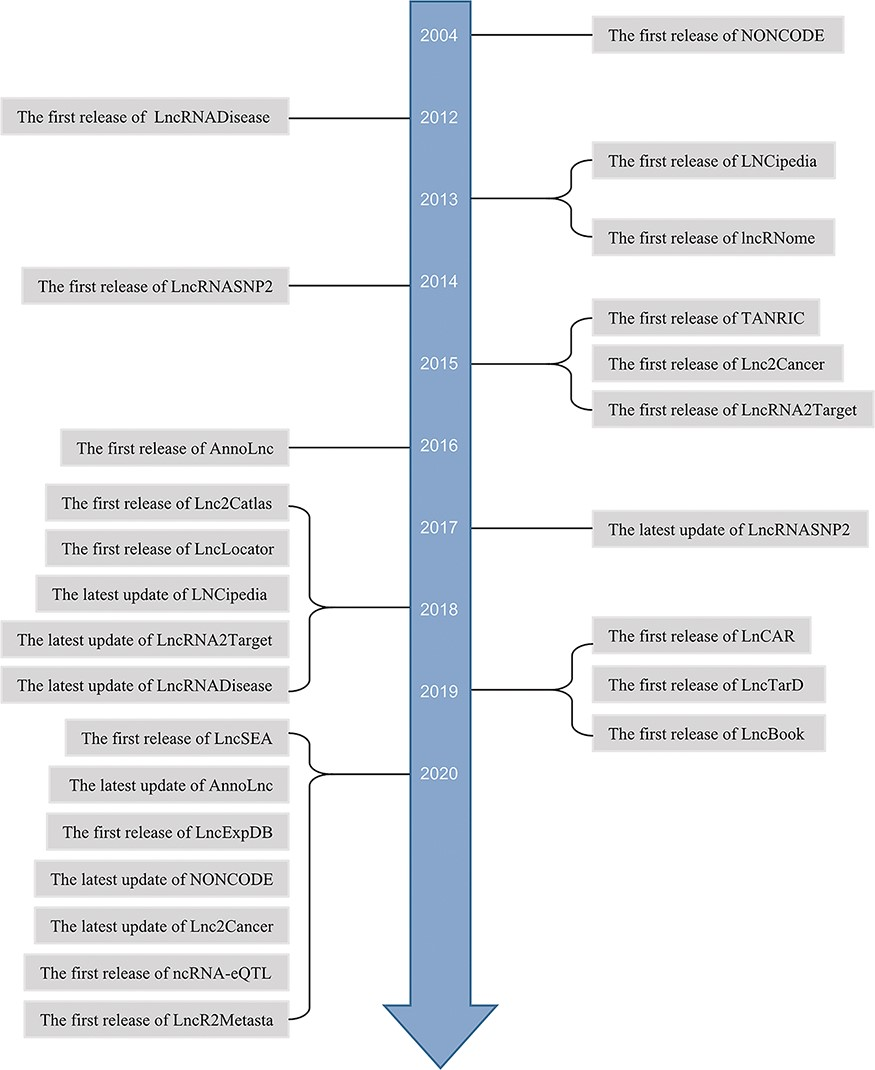 2004
The first release of NONCODE
The first release of LncRNADisease
2012
The first release of LNCipedia
2013
The first release of lncRNome
The first release of LncRNASNP2
2014
The first release of TANRIC
2015
The first release of Lnc2Cancer
The first release of LncRNA2Target
The first release of AnnoLnc
2016
2017
The latest update of LncRNASNP2
The first release of Lnc2Catlas
The first release of LncLocator
The latest update of LNCipedia
The latest update of LncRNA2Target
The latest update of LncRNADisease
2018
The first release of LnCAR
2019
The first release of LncTarD
The first release of LncBook
The first release of LncSEA
The latest update of AnnoLnc
The first release of LncExpDB
The latest update of NONCODE
The latest update of Lnc2Cancer
The first release of ncRNA-eQTL
The first release of LncR2Metasta
2020